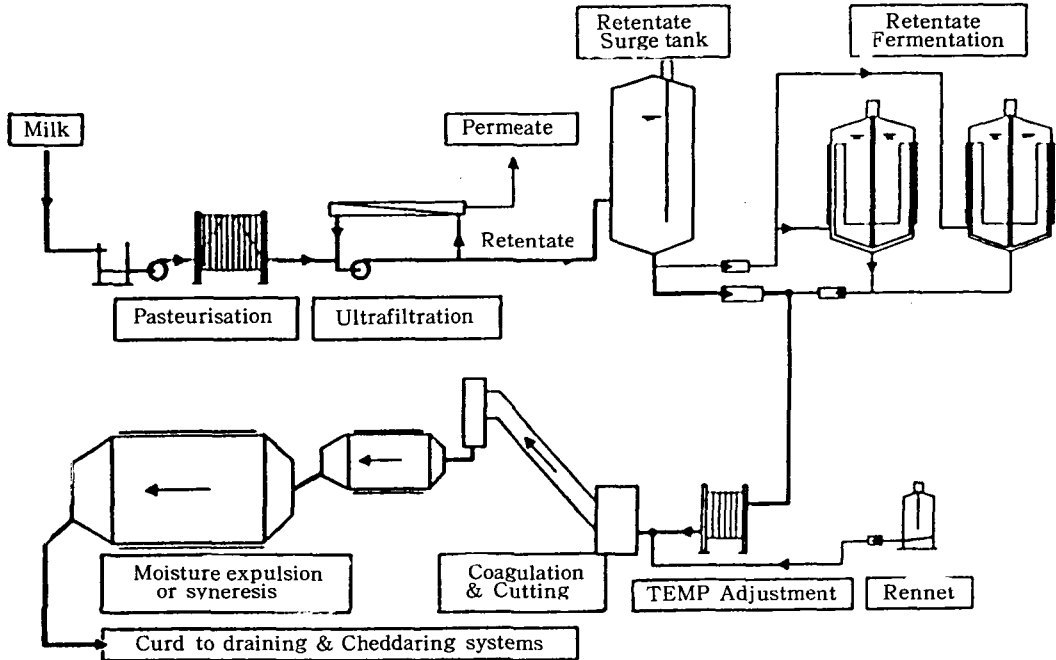 Retentate
Surge tank
Retentate
Fermentation
Milk
Permeate
Retentate
Pasteurisation
Ultrafiltration
Moisture expulsion
or syneresis
Coagulation
& Cutting
TEMP Adjustment
Rennet
Curd to draining & Cheddaring systems